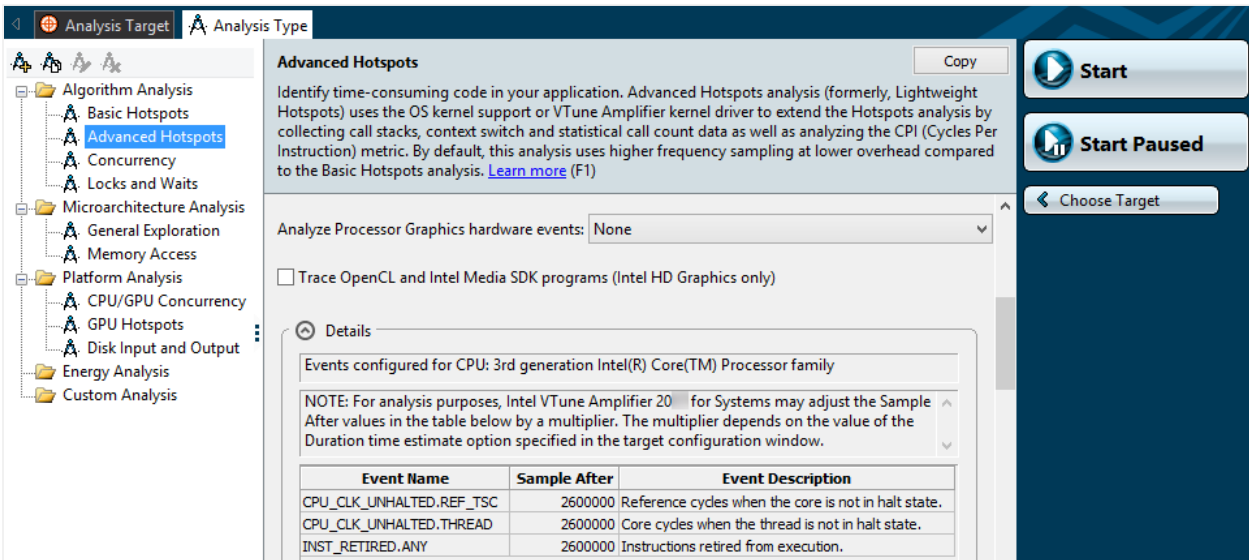 Analysis Target
Analysis Type
Algorithm Analysis
Basic Hotspots
Advanced Hotspots
Concurrency
Locks and Waits
Microarchitecture Analysis
General Exploration
Memory Access
Platform Analysis
CPU/GPU Concurrency
GPU Hotspots
Disk Input and Output
Energy Analysis
Custom Analysis
Advanced Hotspots
Copy
Identify time-consuming code in your application. Advanced Hotspots analysis (formerly, Lightweight
Hotspots) uses the OS kernel support or VTune Amplifier kernel driver to extend the Hotspots analysis by
collecting call stacks, context switch and statistical call count data as well as analyzing the CPI (Cycles Per
Instruction) metric. By default, this analysis uses higher frequency sampling at lower overhead compared
to the Basic Hotspots analysis. Learn more (F1)
Analyze Processor Graphics hardware events: None
Trace OpenCL and Intel Media SDK programs (Intel HD Graphics only)
Details
Events configured for CPU: 3rd generation Intel(R) Core(TM) Processor family
NOTE: For analysis purposes, Intel VTune Amplifier 20 for Systems may adjust the Sample
After values in the table below by a multiplier. The multiplier depends on the value of the
Duration time estimate option specified in the target configuration window.
Event Name Sample After Event Description
CPU_CLK_UNHALTED.REF_TSC 2600000 Reference cycles when the core is not in halt state.
CPU_CLK_UNHALTED.THREAD 2600000 Core cycles when the thread is not in halt state.
INST_RETIRED.ANY 2600000 Instructions retired from execution.
Start
Start Paused
Choose Target